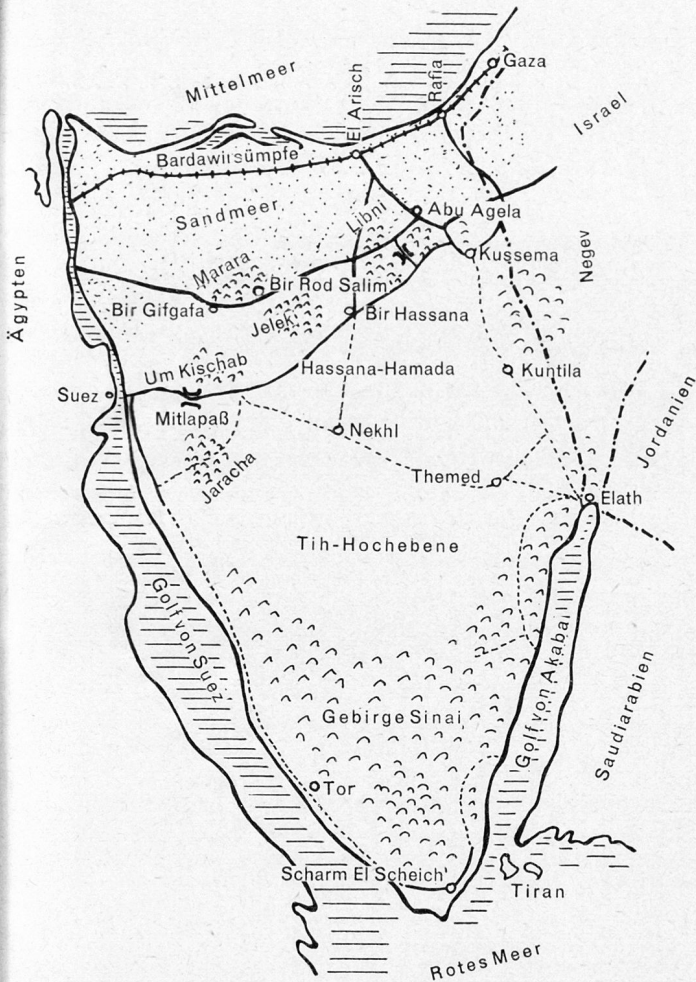 Mittelmeer
Gaza
Rafia
El Arisch
Israel
Bardawilsümpfe
Sandmeer
Libni
Abu Agela
Kussema
Negev
Ägypten
Marara
Bir Rod Salim
Bir Gifgafa
Jelek
Bir Hassana
Um Kischab
Hassana-Hamada
Kuntila
Suez
Mitlapaß
Nekhl
Jordanien
Jaracha
Themed
Elath
Tih-Hochebene
Golf von Suez
Golf von Akabai
Saudiarabien
Gebirge Sinai
Tor
Scharm El Scheich
Tiran
Rotes Meer